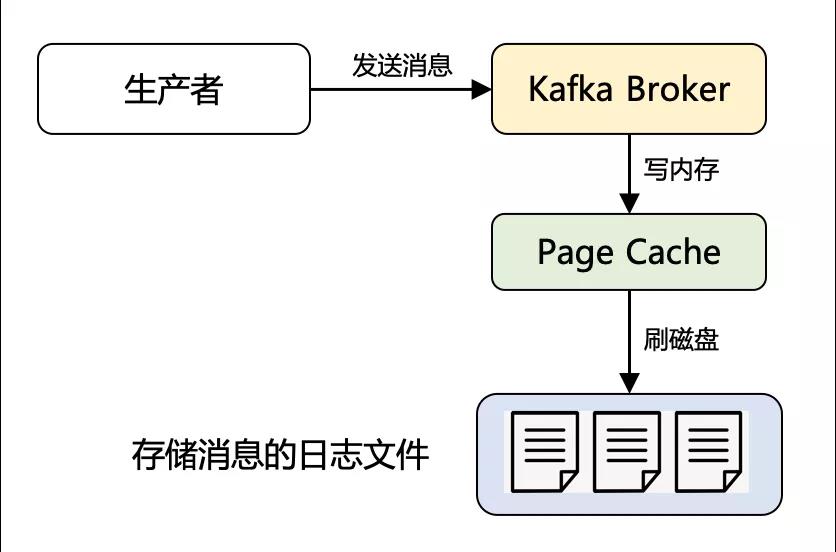 生产者
发送消息
Kafka Broker
写内存
Page Cache
刷磁盘
存储消息的日志文件